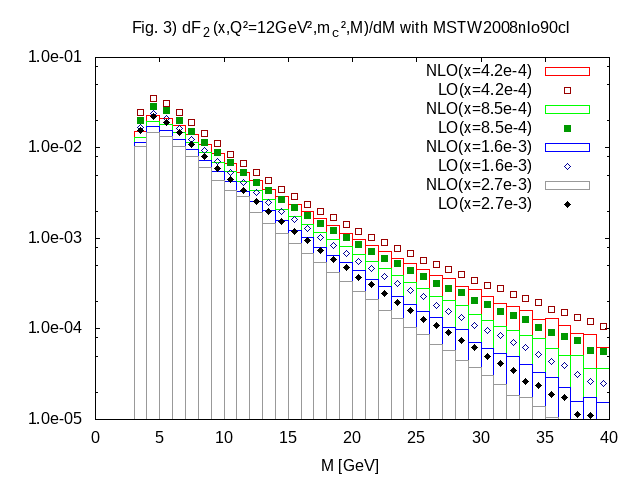 Fig. 3) dF₂(x,Q²=12GeV²,m꜀²,M)/dM with MSTW2008nlo90cl
1.0e-01
NLO(x=4.2e-4)
LO(x=4.2e-4)
NLO(x=8.5e-4)
LO(x=8.5e-4)
1.0e-02
NLO(x=1.6e-3)
LO(x=1.6e-3)
NLO(x=2.7e-3)
LO(x=2.7e-3)
1.0e-03
1.0e-04
1.0e-05
0 5 10 15 20 25 30 35 40
M [GeV]